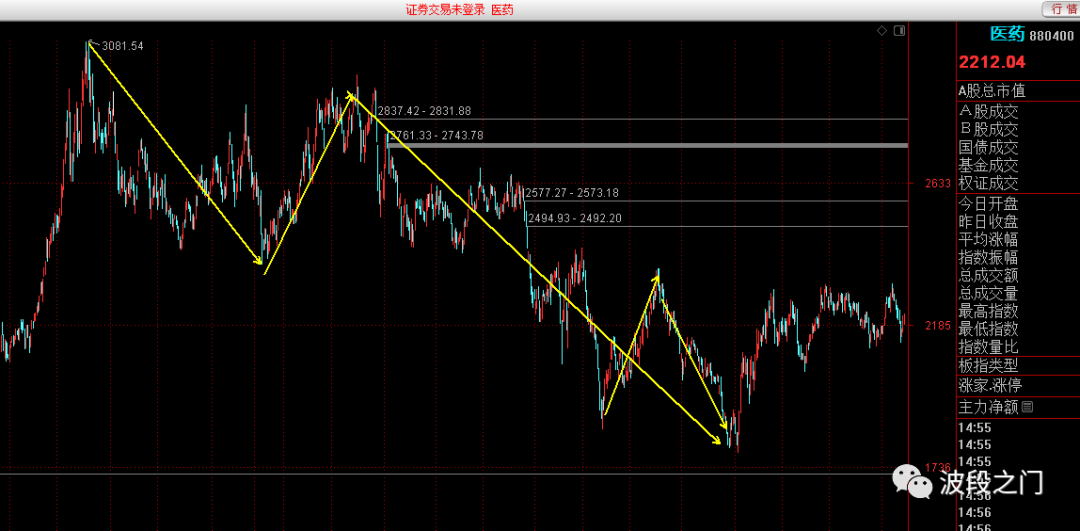 证券交易未登录 医药
行 情
3081.54
2837.42 - 2831.88
2761.33 - 2743.78
2577.27 - 2573.18
2494.93 - 2492.20
2633
2185
1736
医药 880400
2212.04
A股总市值
A股成交
B股成交
国债成交
基金成交
权证成交
今日开盘
昨日收盘
平均涨幅
指数振幅
总成交额
总成交量
最高指数
最低指数
指数量比
板指类型
涨家.涨停
主力净额
14:55
14:55
14:55
14:56
14:56
14:56
波段之门